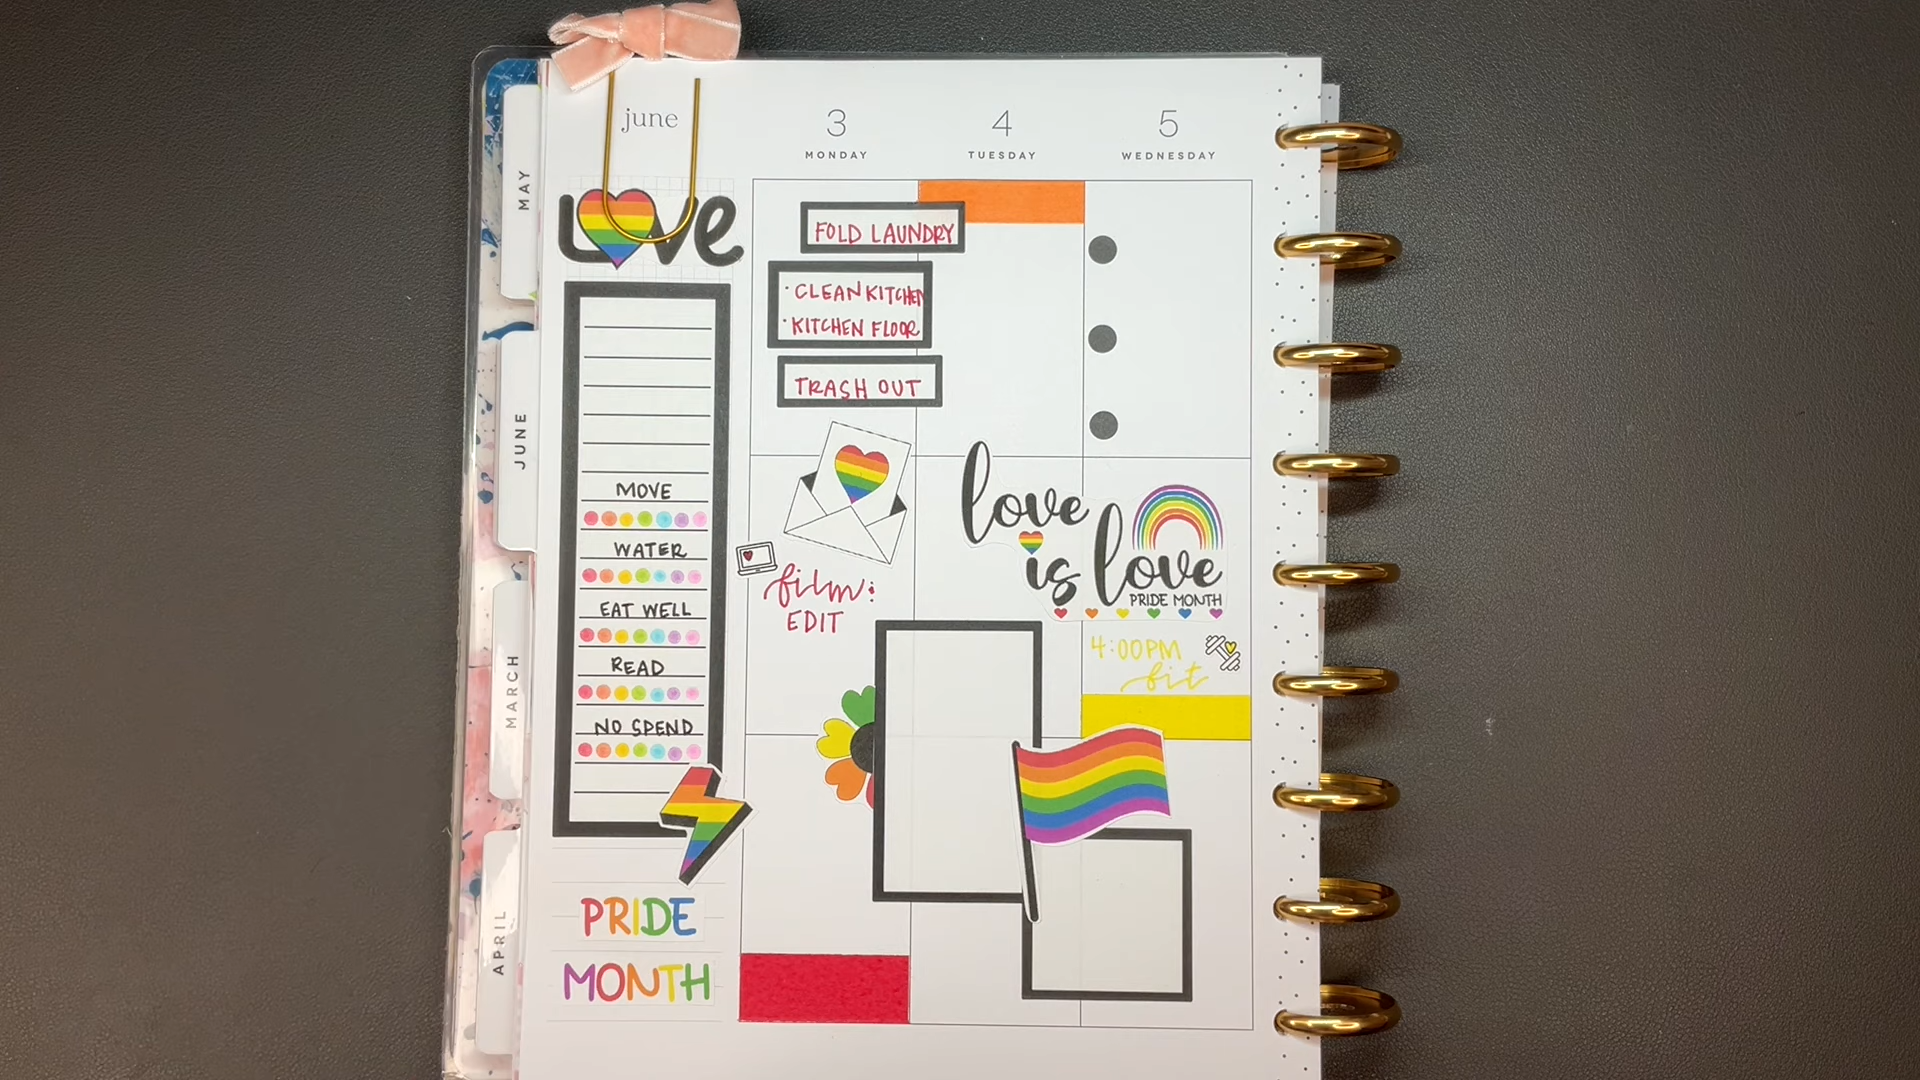 june
3
MONDAY
4
TUESDAY
5
WEDNESDAY
MAY
JUNE
MARCH
APRIL
LOVE
MOVE
WATER
EAT WELL
READ
NO SPEND
PRIDE
MONTH
FOLD LAUNDRY
· CLEAN KITCHEN
· KITCHEN FLOOR
TRASH OUT
film:
EDIT
love
is love
PRIDE MONTH
4:00PM
fit